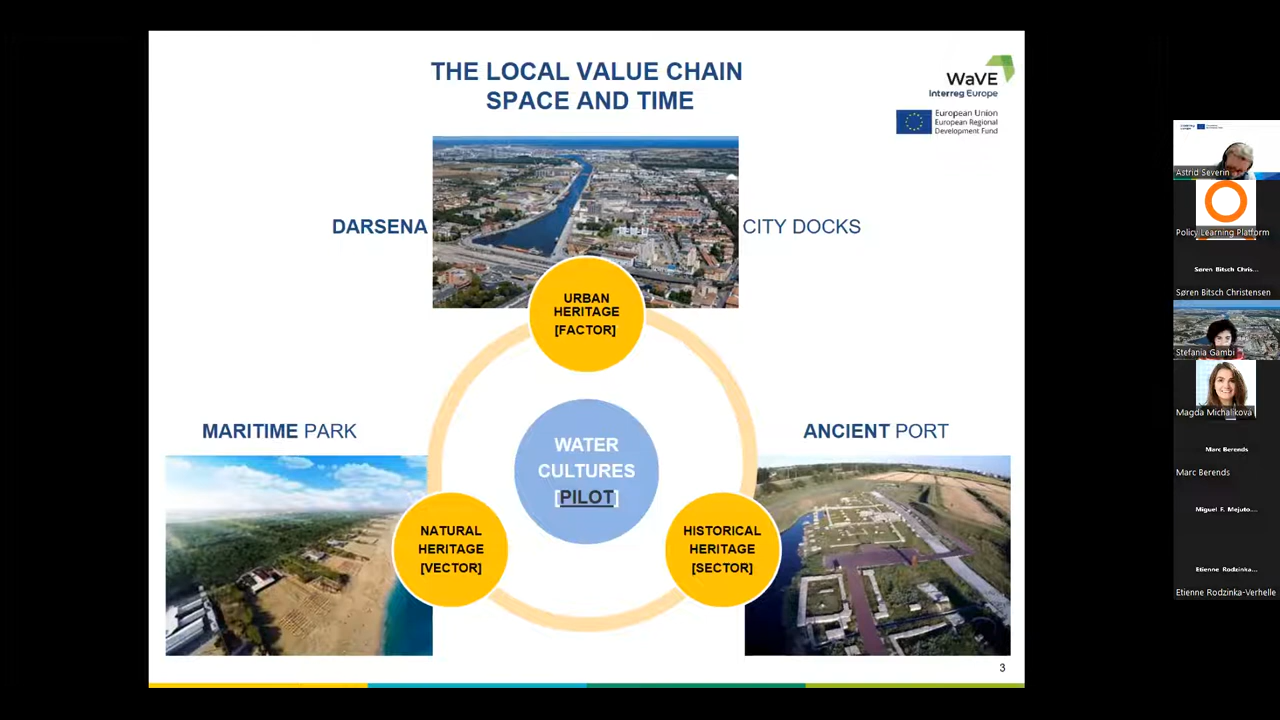 THE LOCAL VALUE CHAIN
SPACE AND TIME
WaVE
Interreg Europe
European Union
European Regional
Development Fund
DARSENA
CITY DOCKS
URBAN
HERITAGE
[FACTOR]
MARITIME PARK
ANCIENT PORT
WATER
CULTURES
[PILOT]
NATURAL
HERITAGE
[VECTOR]
HISTORICAL
HERITAGE
[SECTOR]
3
Astrid Severin
Policy Learning Platform
Søren Bitsch Chris...
Søren Bitsch Christensen
Stefania Gambi
Magda Michalikova
Marc Berends
Marc Berends
Miguel F. Mejuto...
Etienne Rodzinka...
Etienne Rodzinka-Verhelle